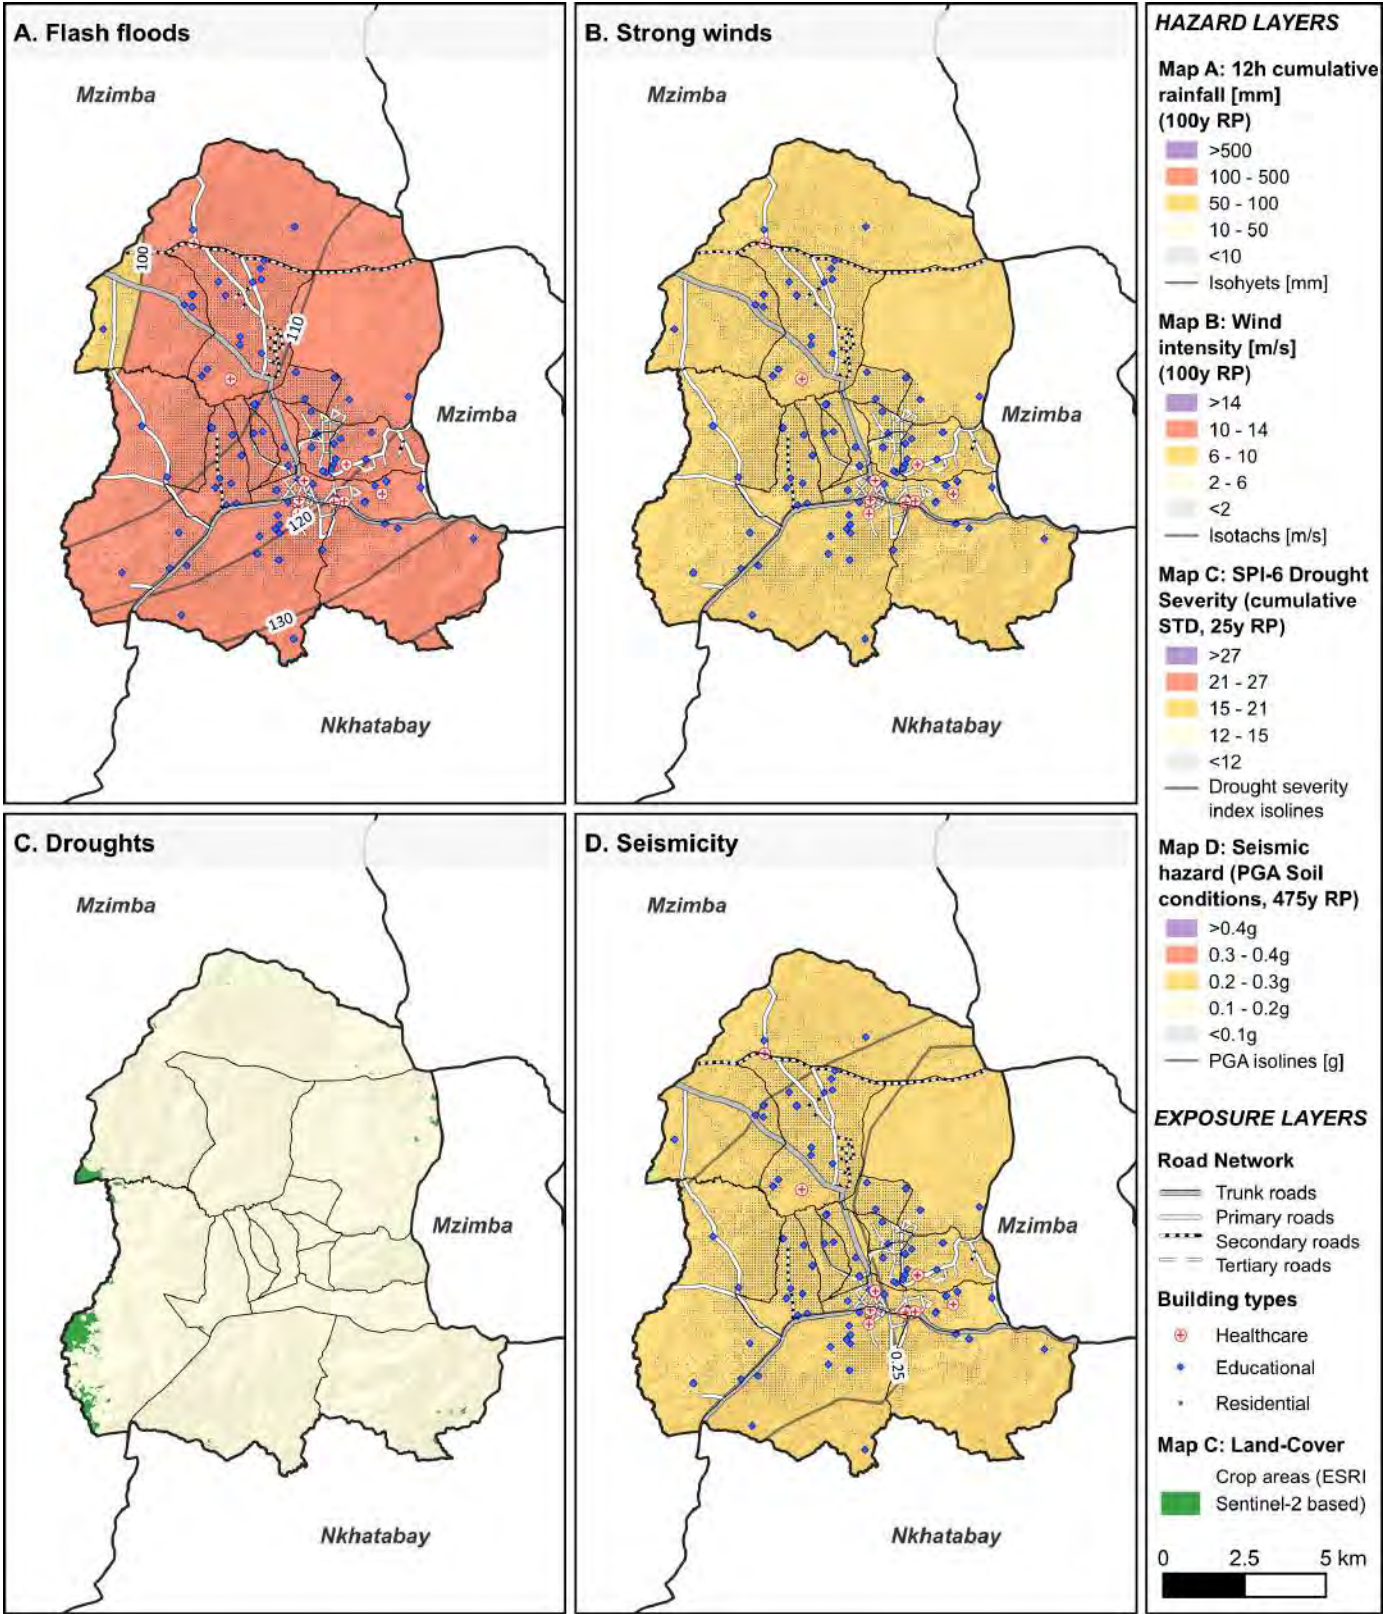 A. Flash floods
Mzimba
100
110
Mzimba
120
130
Nkhatabay
B. Strong winds
Mzimba
Mzimba
Nkhatabay
C. Droughts
Mzimba
Mzimba
Nkhatabay
D. Seismicity
Mzimba
Mzimba
0.25
Nkhatabay
HAZARD LAYERS
Map A: 12h cumulative
rainfall [mm]
(100y RP)
>500
100 - 500
50 - 100
10 - 50
<10
Isohyets [mm]
Map B: Wind
intensity [m/s]
(100y RP)
>14
10 - 14
6 - 10
2 - 6
<2
Isotachs [m/s]
Map C: SPI-6 Drought
Severity (cumulative
STD, 25y RP)
>27
21 - 27
15 - 21
12 - 15
<12
Drought severity
index isolines
Map D: Seismic
hazard (PGA Soil
conditions, 475y RP)
>0.4g
0.3 - 0.4g
0.2 - 0.3g
0.1 - 0.2g
<0.1g
PGA isolines [g]
EXPOSURE LAYERS
Road Network
Trunk roads
Primary roads
Secondary roads
Tertiary roads
Building types
Healthcare
Educational
Residential
Map C: Land-Cover
Crop areas (ESRI
Sentinel-2 based)
0 2.5 5 km